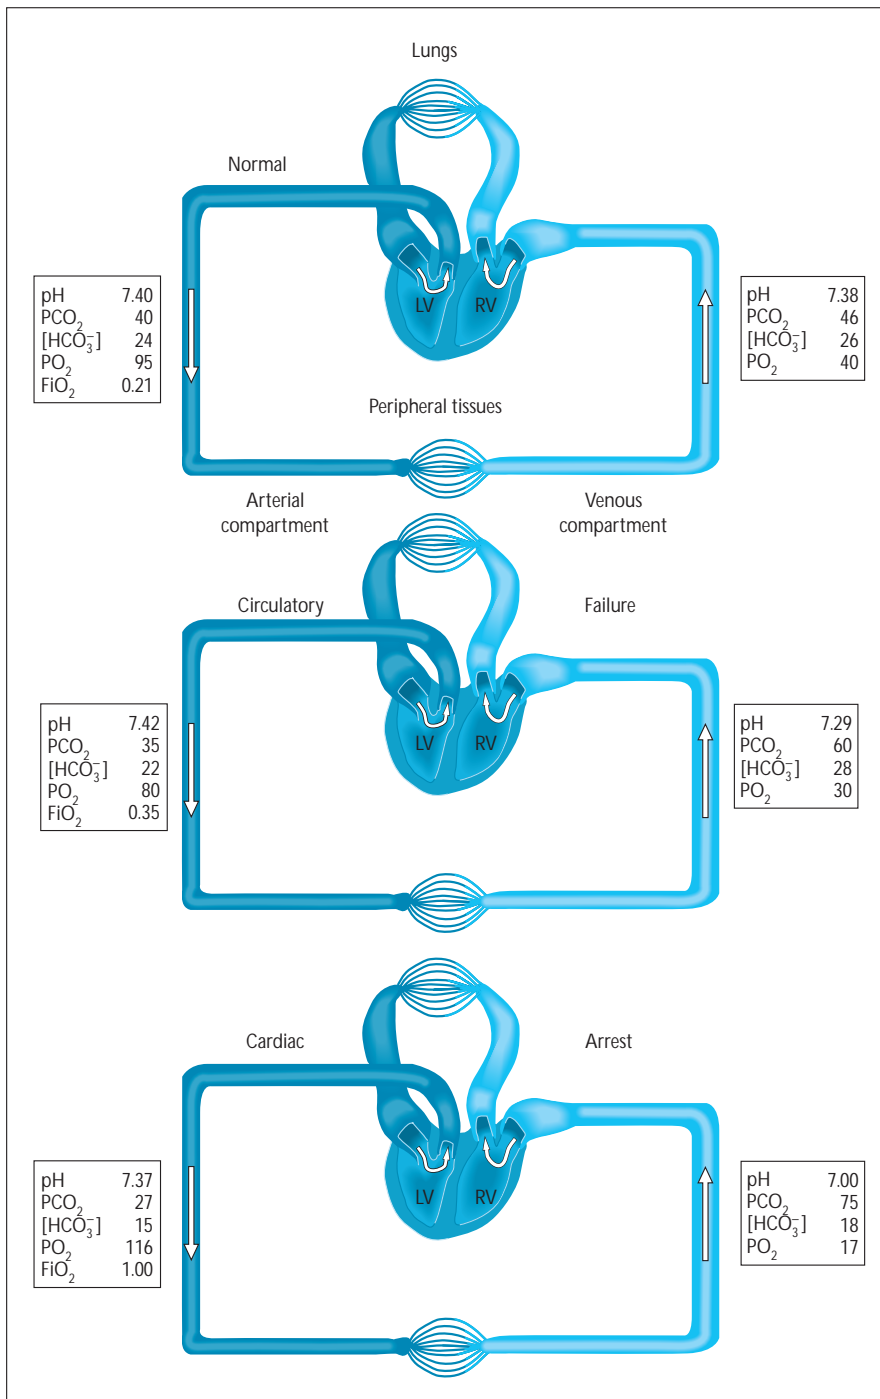 Lungs
Normal
LV RV
pH 7.40
PCO₂ 40
[HCO₃⁻] 24
PO₂ 95
FiO₂ 0.21
pH 7.38
PCO₂ 46
[HCO₃⁻] 26
PO₂ 40
Peripheral tissues
Arterial
compartment
Venous
compartment
Circulatory Failure
LV RV
pH 7.42
PCO₂ 35
[HCO₃⁻] 22
PO₂ 80
FiO₂ 0.35
pH 7.29
PCO₂ 60
[HCO₃⁻] 28
PO₂ 30
Cardiac Arrest
LV RV
pH 7.37
PCO₂ 27
[HCO₃⁻] 15
PO₂ 116
FiO₂ 1.00
pH 7.00
PCO₂ 75
[HCO₃⁻] 18
PO₂ 17